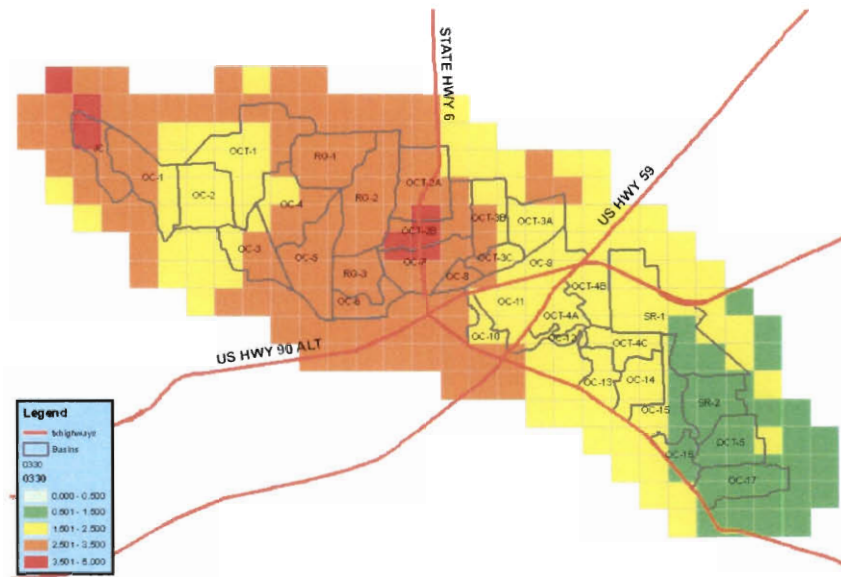 STATE HWY 6
US HWY 59
OCT-1
RG-1
OC-1
OCT-2A
OC-2
RG-2
OC-4
OCT-3B
OCT-3A
OCT-2B
OC-3
OC-5
OC-7
OCT-3C
OC-9
RG-3
OC-8
OCT-4B
OC-6
OC-11
OCT-4A
SR-1
OC-10
OC-12
OCT-4C
US HWY 90 ALT
OC-13
OC-14
SR-2
OC-15
OCT-5
OC-16
OC-17
Legend
Basins
0330
0330
0.000 - 0.500
0.501 - 1.500
1.501 - 2.500
2.501 - 3.500
3.501 - 5.000